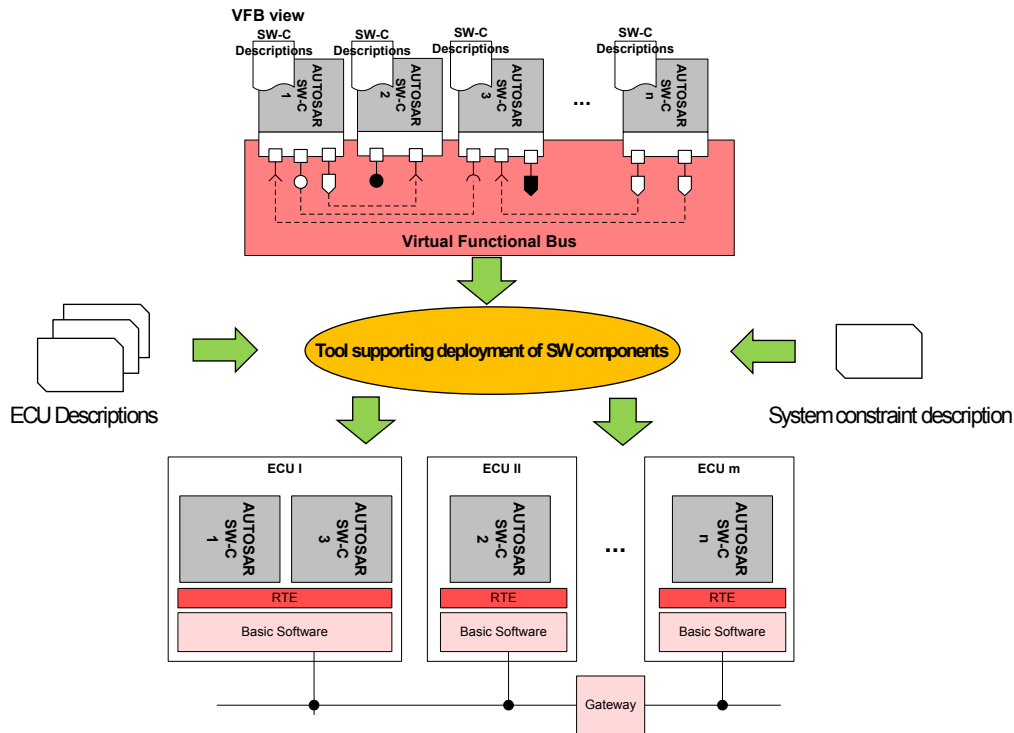 VFB view
SW-C
Descriptions
SW-C
Descriptions
SW-C
Descriptions
SW-C
Descriptions
AUTOSAR
SW-C
1
AUTOSAR
SW-C
2
AUTOSAR
SW-C
3
...
AUTOSAR
SW-C
n
Virtual Functional Bus
Tool supporting deployment of SW components
ECU Descriptions
System constraint description
ECU I
AUTOSAR
SW-C
1
AUTOSAR
SW-C
3
RTE
Basic Software
ECU II
AUTOSAR
SW-C
2
RTE
Basic Software
...
ECU m
AUTOSAR
SW-C
n
RTE
Basic Software
Gateway